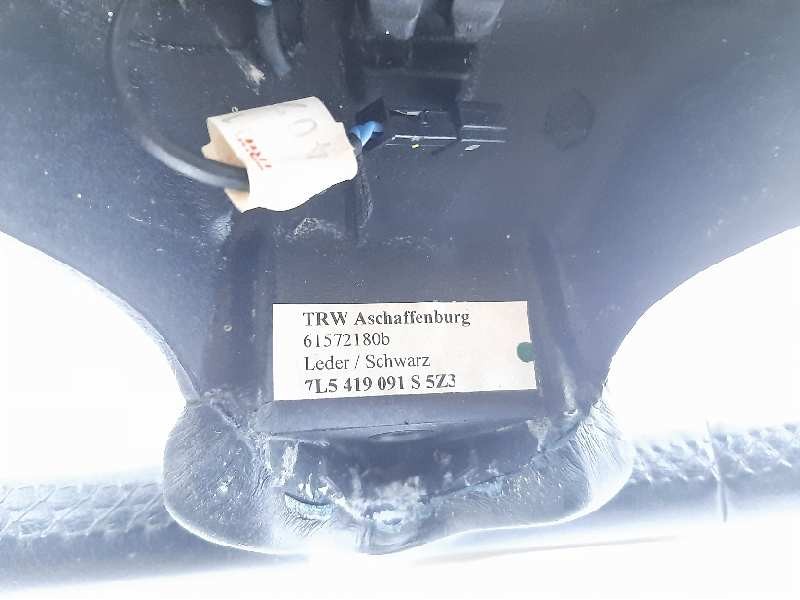 TRW Aschaffenburg
61572180b
Leder / Schwarz
7L5 419 091 S 5Z3